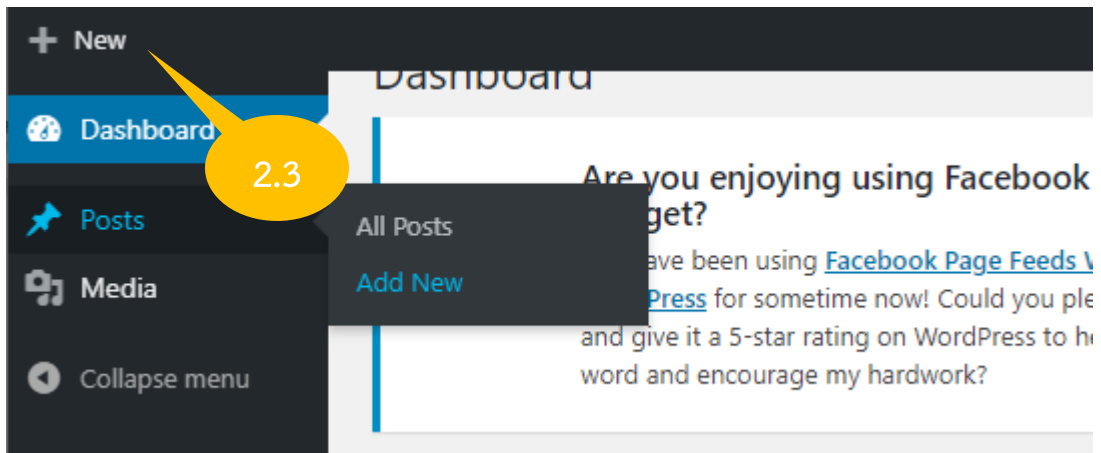 New
Dashboard
Dashboard
2.3
Are you enjoying using Facebook
get?
Posts
All Posts
ave been using Facebook Page Feeds
Media
Add New
Press for sometime now! Could you
and give it a 5-star rating on WordPress to
Collapse menu
word and encourage my hardwork?